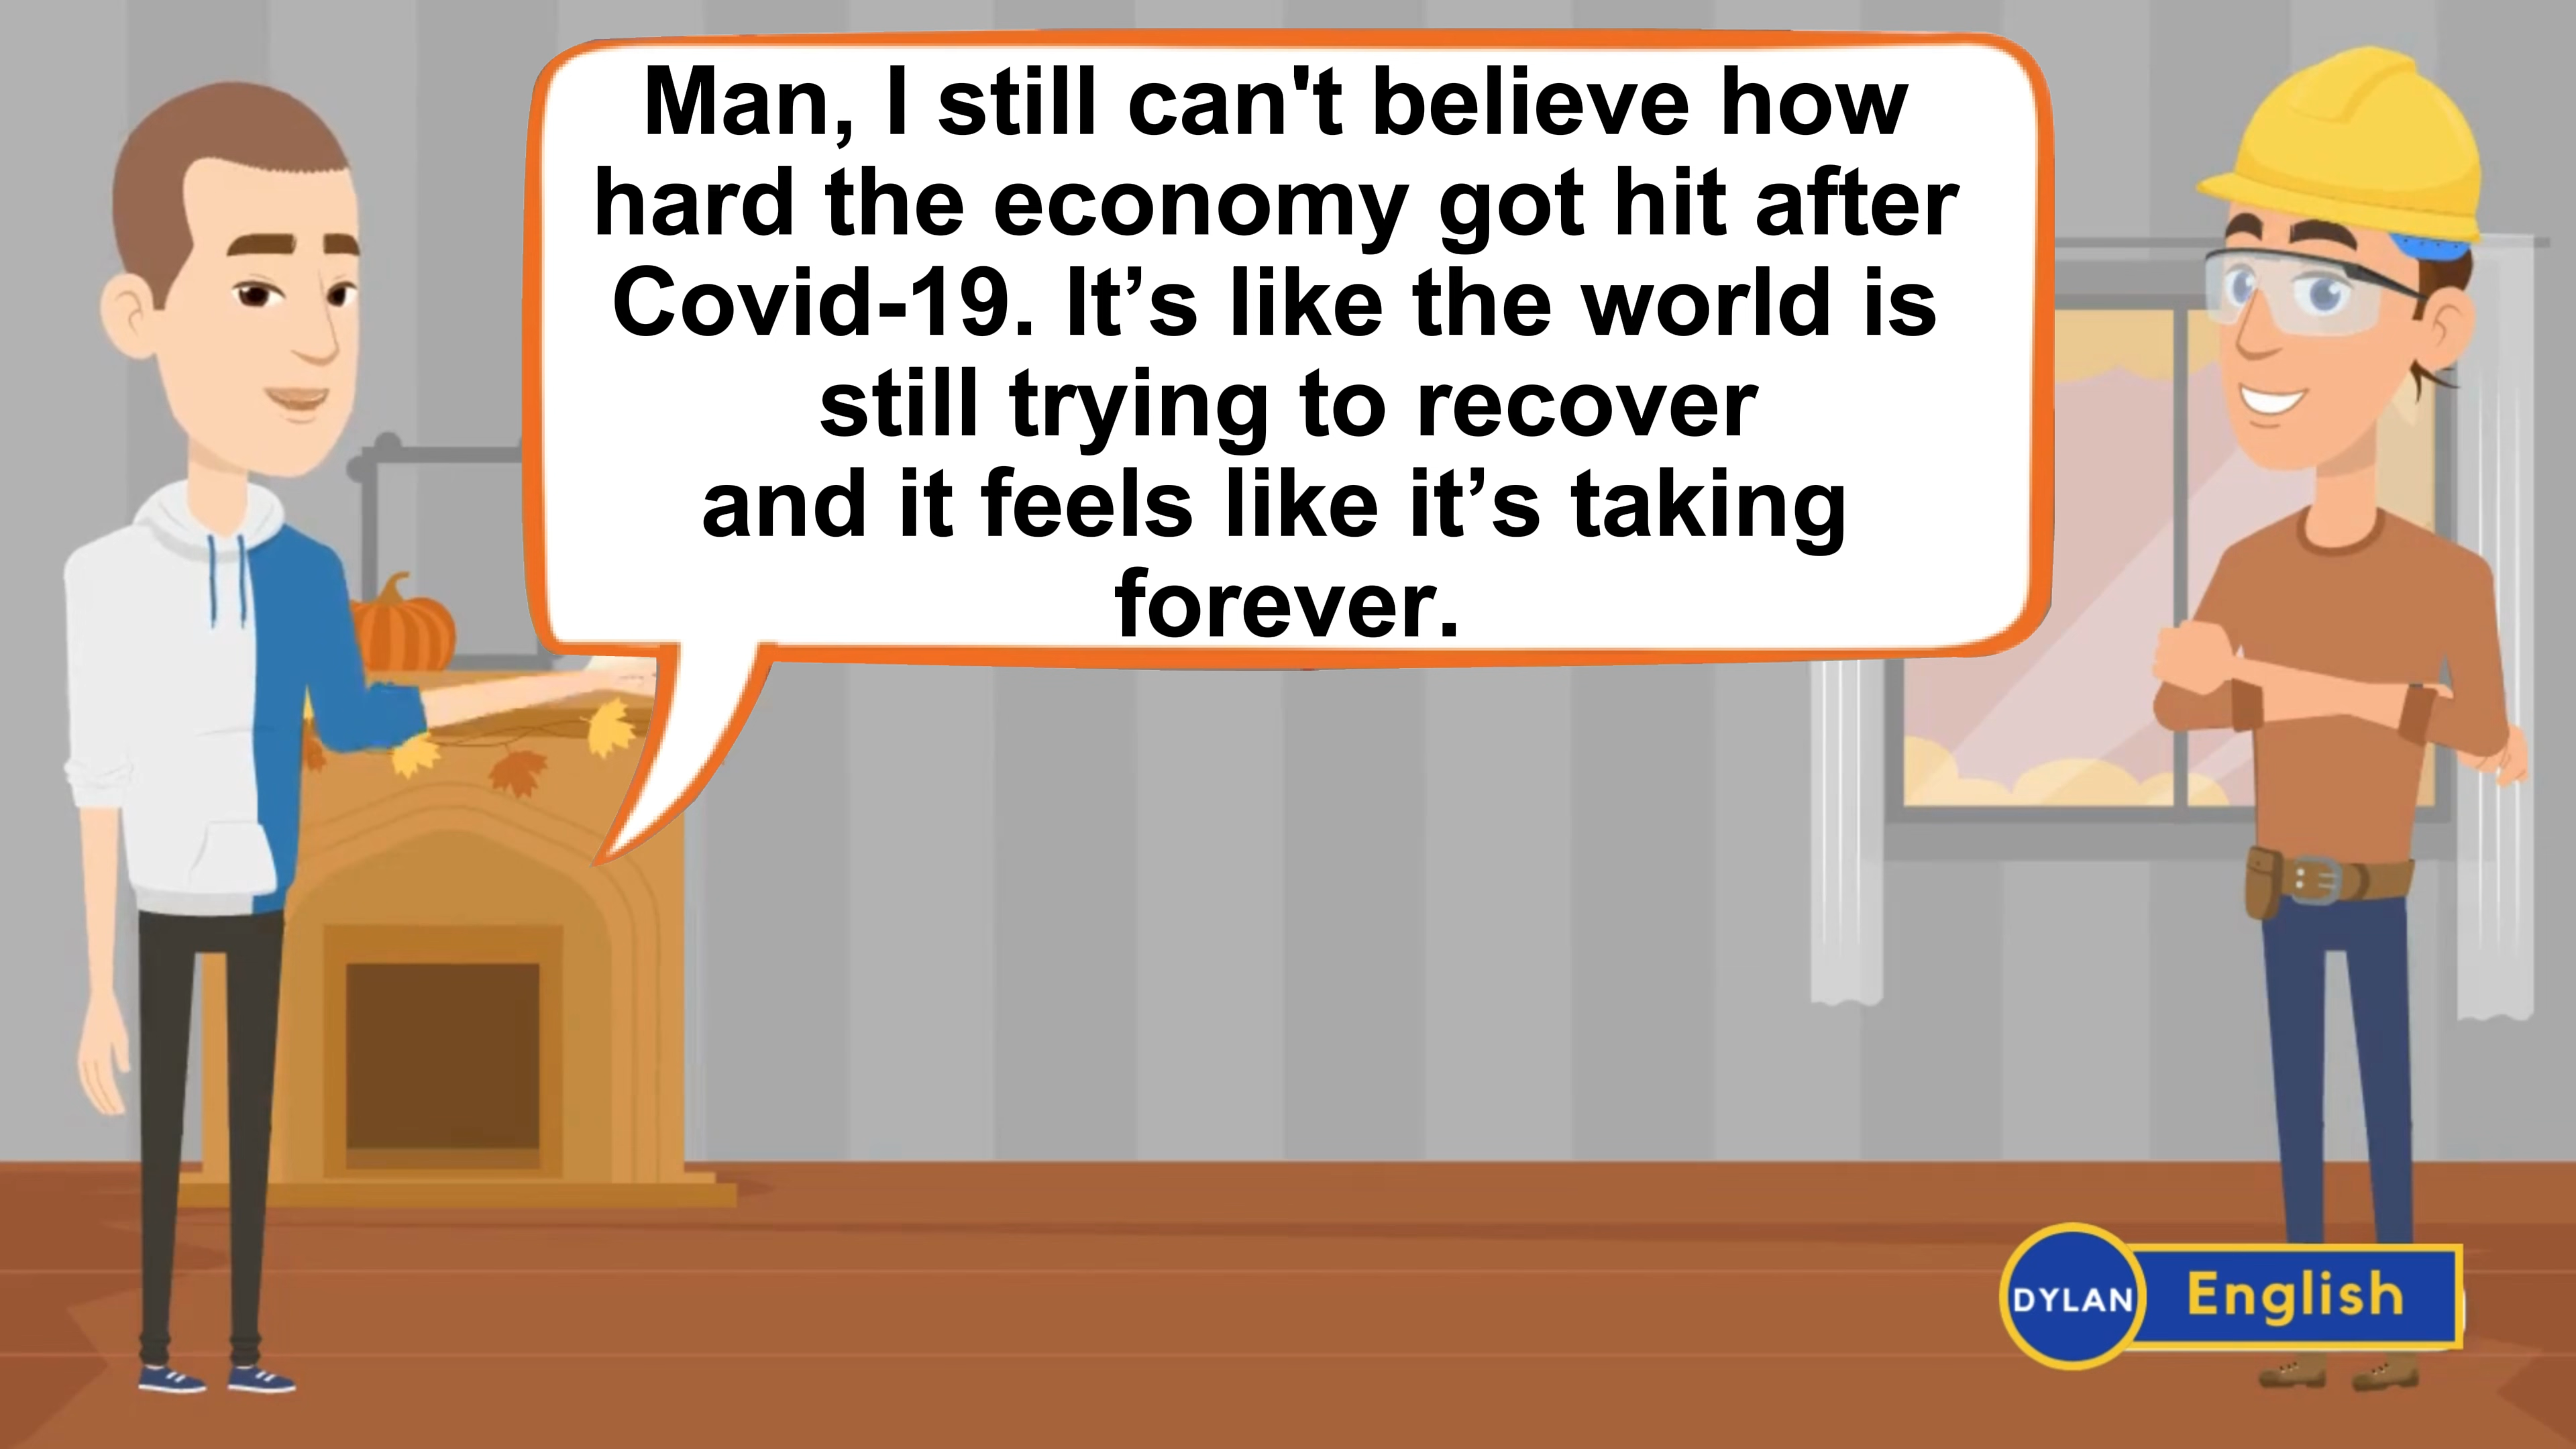 Man, I still can't believe how
hard the economy got hit after
Covid-19. It’s like the world is
still trying to recover
and it feels like it’s taking
forever.
DYLAN English